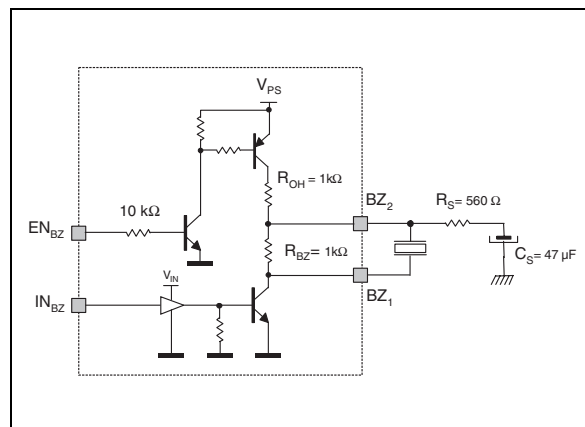 V_PS
R_OH = 1kΩ
BZ_2
R_S = 560 Ω
10 kΩ
EN_BZ
R_BZ = 1kΩ
C_S = 47 µF
V_IN
IN_BZ
BZ_1